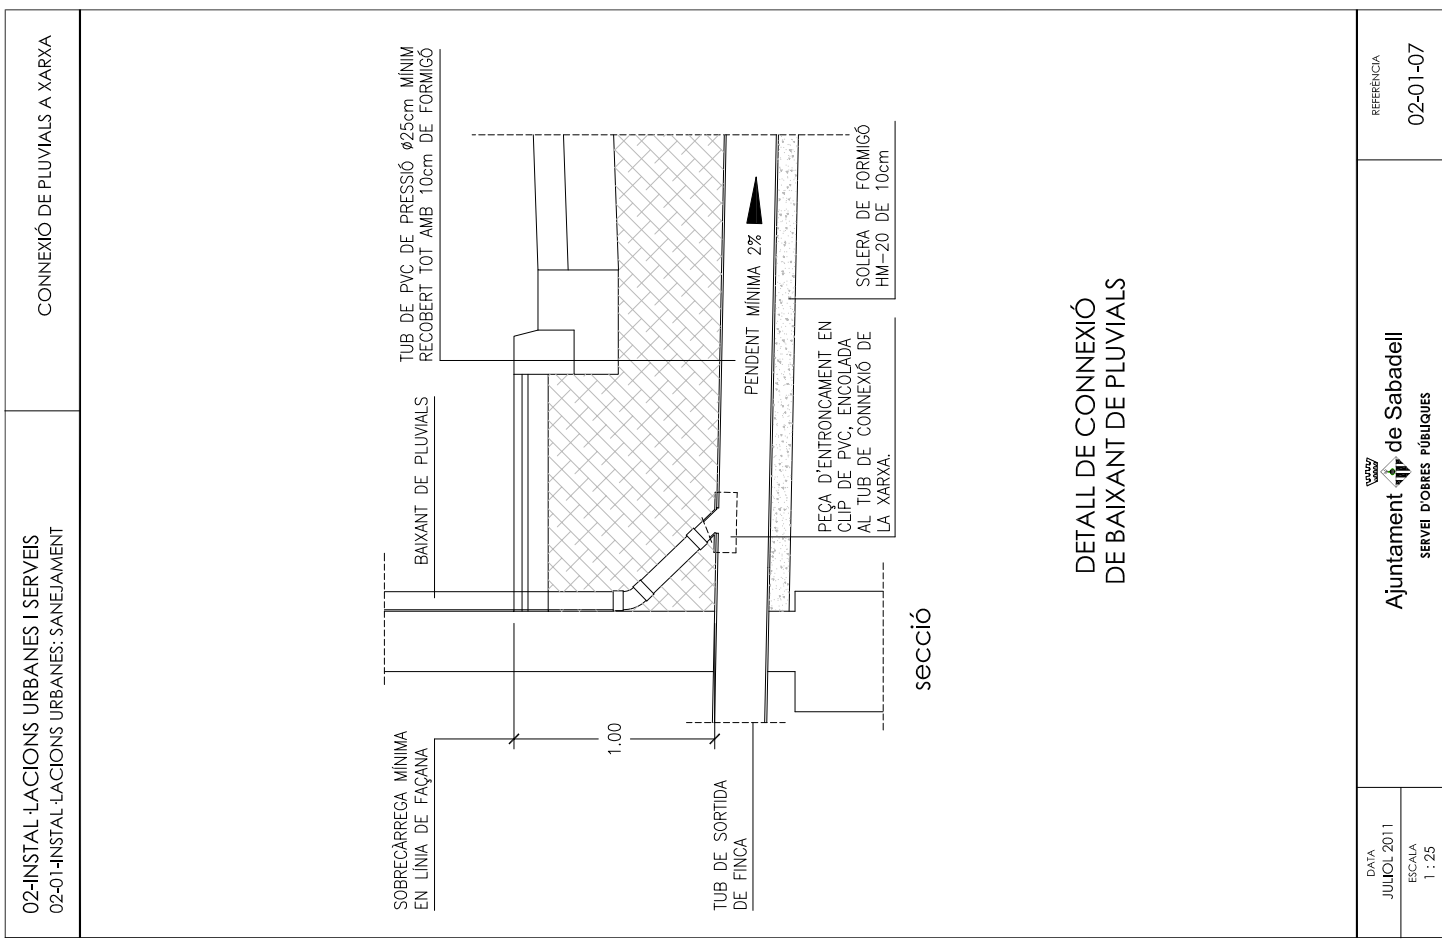 02-INSTAL·LACIONS URBANES I SERVEIS
02-01-INSTAL·LACIONS URBANES: SANEJAMENT
CONNEXIÓ DE PLUVIALS A XARXA
SOBRECÀRREGA MÍNIMA
EN LÍNIA DE FAÇANA
BAIXANT DE PLUVIALS
TUB DE PVC DE PRESSIÓ ø25cm MÍNIM
RECOBERT TOT AMB 10cm DE FORMIGÓ
1.00
TUB DE SORTIDA
DE FINCA
PENDENT MÍNIMA 2%
PEÇA D'ENTRONCAMENT EN
CLIP DE PVC, ENCOLADA
AL TUB DE CONNEXIÓ DE
LA XARXA.
SOLERA DE FORMIGÓ
HM-20 DE 10cm
secció
DETALL DE CONNEXIÓ
DE BAIXANT DE PLUVIALS
DATA
JULIOL 2011
ESCALA
1 : 25
Ajuntament de Sabadell
SERVEI D'OBRES PÚBLIQUES
REFERÈNCIA
02-01-07